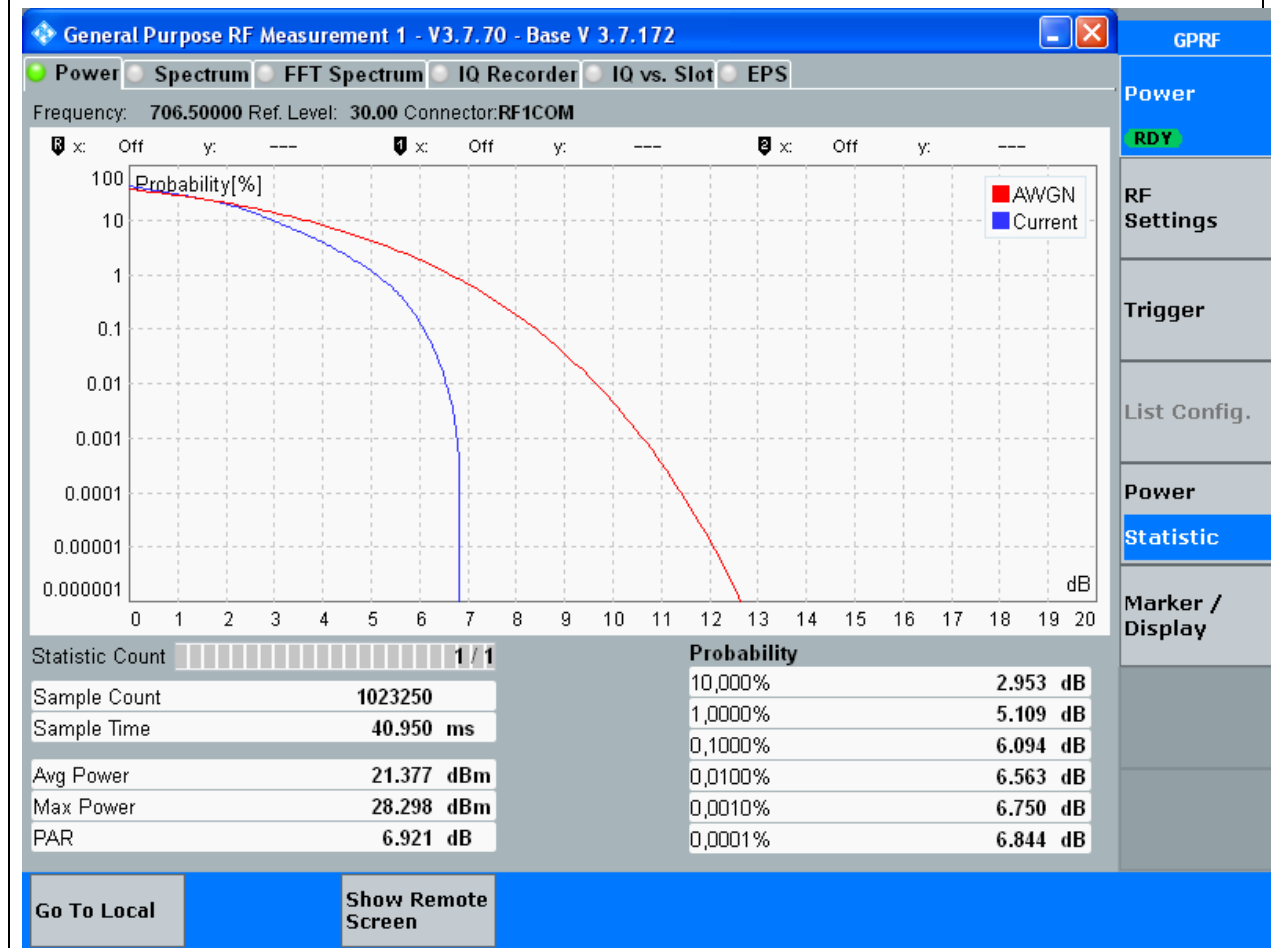 General Purpose RF Measurement 1 - V3.7.70 - Base V 3.7.172
GPRF
Power Spectrum FFT Spectrum IQ Recorder IQ vs. Slot EPS
Frequency: 706.50000 Ref. Level: 30.00 Connector:RF1COM
R x: Off y: --- 1 x: Off y: --- 2 x: Off y: ---
Probability[%]
AWGN
Current
100
10
1
0.1
0.01
0.001
0.0001
0.00001
0.000001
dB
0 1 2 3 4 5 6 7 8 9 10 11 12 13 14 15 16 17 18 19 20
Statistic Count 1 / 1
Sample Count 1023250
Sample Time 40.950 ms
Avg Power 21.377 dBm
Max Power 28.298 dBm
PAR 6.921 dB
Probability
10,000% 2.953 dB
1,0000% 5.109 dB
0,1000% 6.094 dB
0,0100% 6.563 dB
0,0010% 6.750 dB
0,0001% 6.844 dB
Power
RDY
RF
Settings
Trigger
List Config.
Power
Statistic
Marker /
Display
Go To Local
Show Remote
Screen